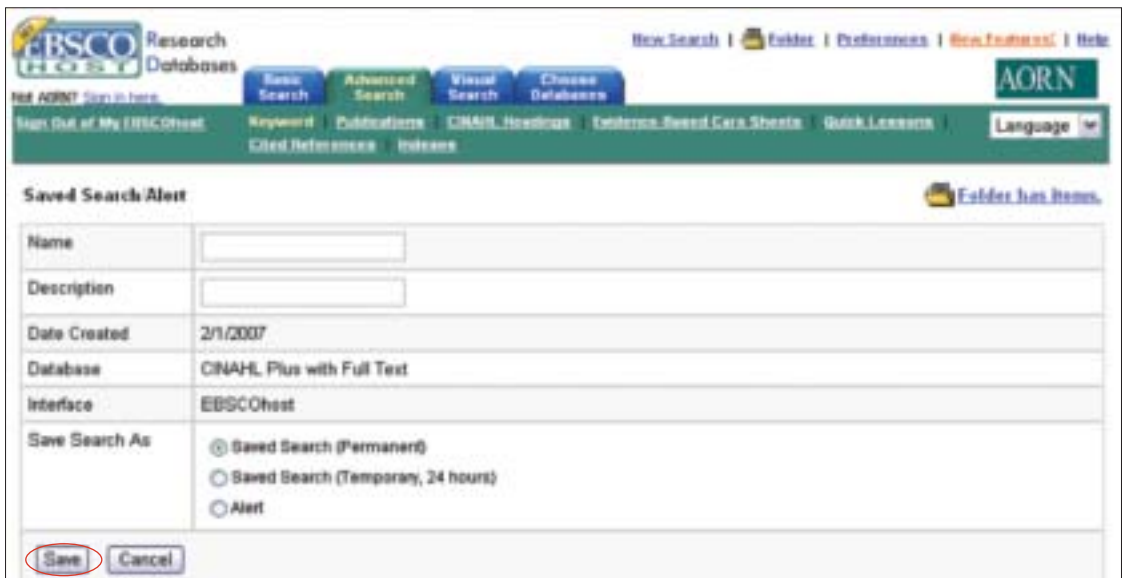 EBSCO Research
HOST Databases
New Search | Folder | Preferences | New Features! | Help
Basic Search
Advanced Search
Visual Search
Choose Databases
AORN
Not AORN? Sign in here.
Sign Out of My EBSCOhost
Keyword | Publications | CINAHL Headings | Evidence-Based Care Sheets | Quick Lessons |
Cited References | Indexes
Language
Saved Search/Alert
Folder has items.
Name
Description
Date Created 2/1/2007
Database CINAHL Plus with Full Text
Interface EBSCOhost
Save Search As
Saved Search (Permanent)
Saved Search (Temporary, 24 hours)
Alert
Save Cancel